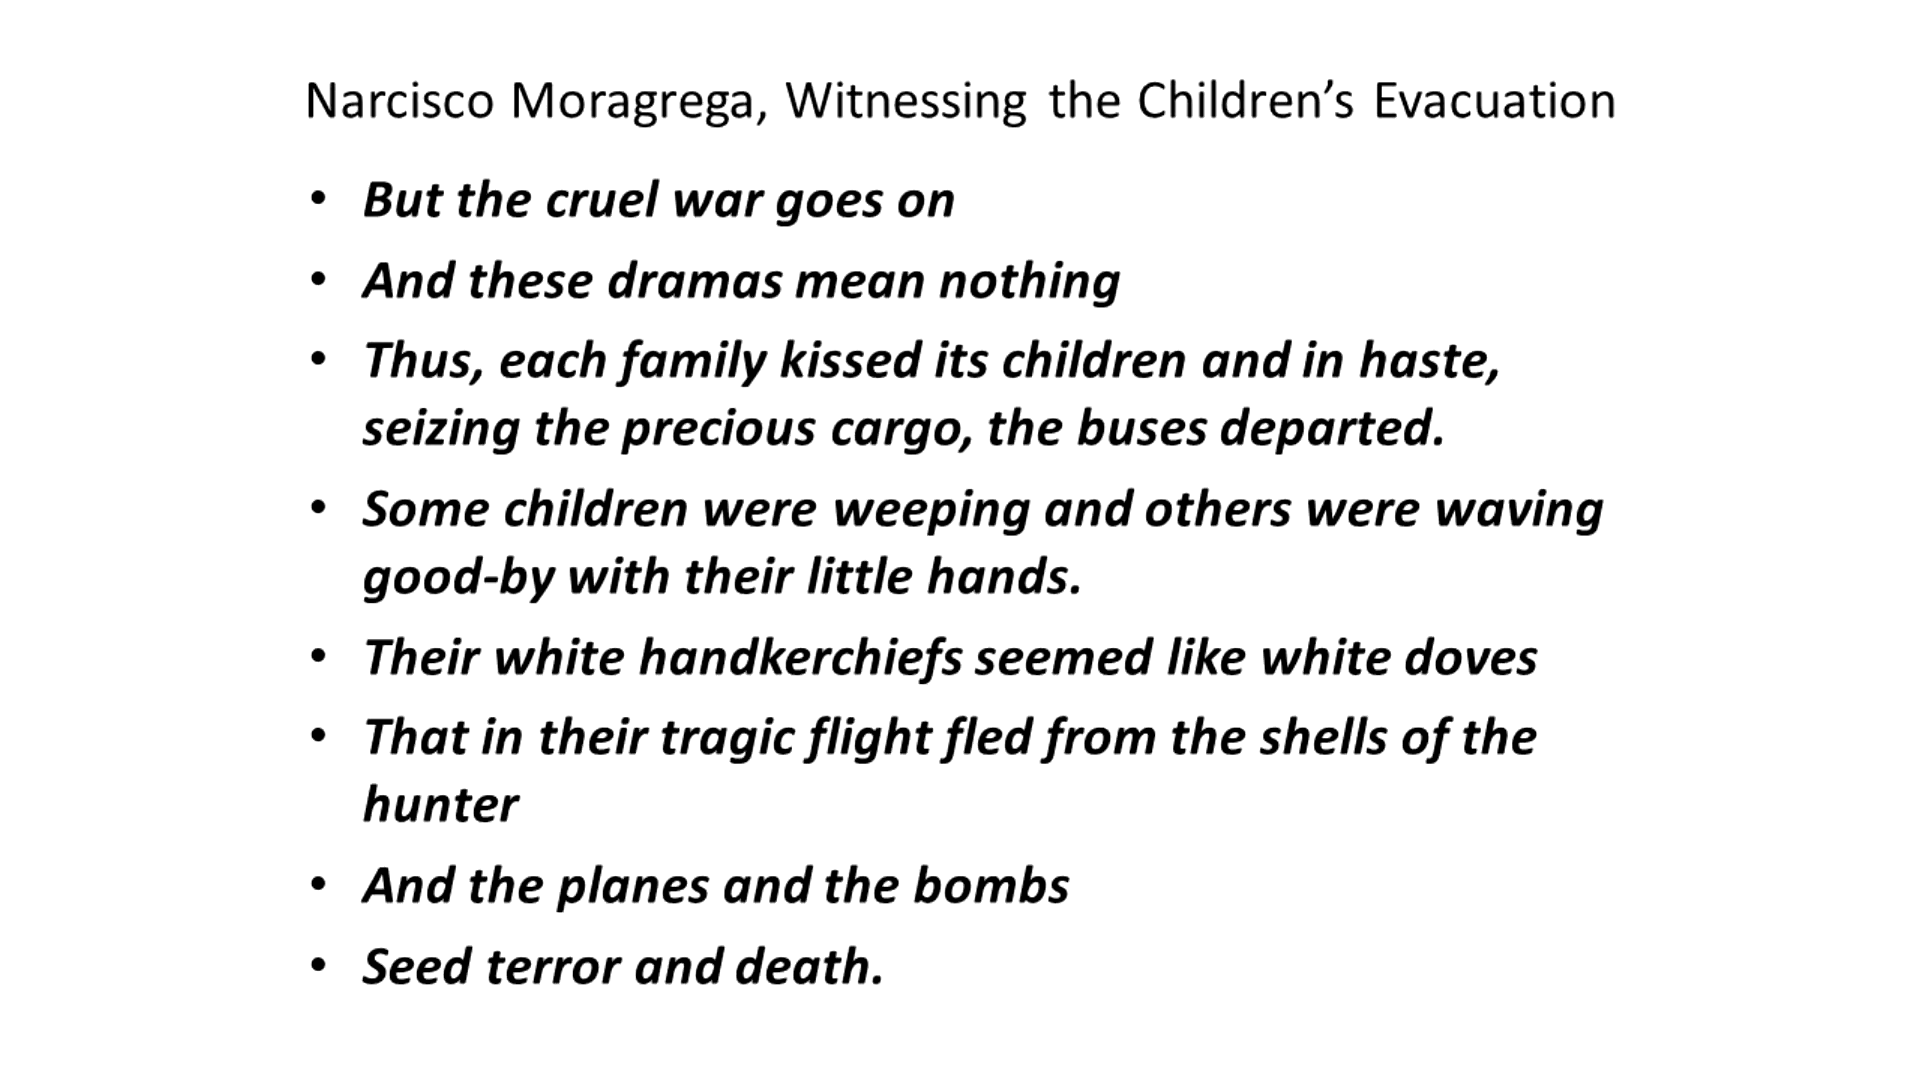 Narcisco Moragrega, Witnessing the Children’s Evacuation
• But the cruel war goes on
• And these dramas mean nothing
• Thus, each family kissed its children and in haste,
seizing the precious cargo, the buses departed.
• Some children were weeping and others were waving
good-by with their little hands.
• Their white handkerchiefs seemed like white doves
• That in their tragic flight fled from the shells of the
hunter
• And the planes and the bombs
• Seed terror and death.